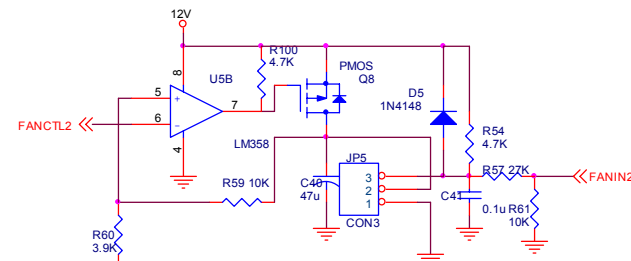 12V
R100
4.7K
PMOS
Q8
8
U5B
5
+
7
6
−
4
FANCTL2
LM358
D5
1N4148
R54
4.7K
JP5
R59 10K
C40
47u
3
2
1
CON3
R57 27K
FANIN2
C41
0.1u
R61
10K
R60
3.9K